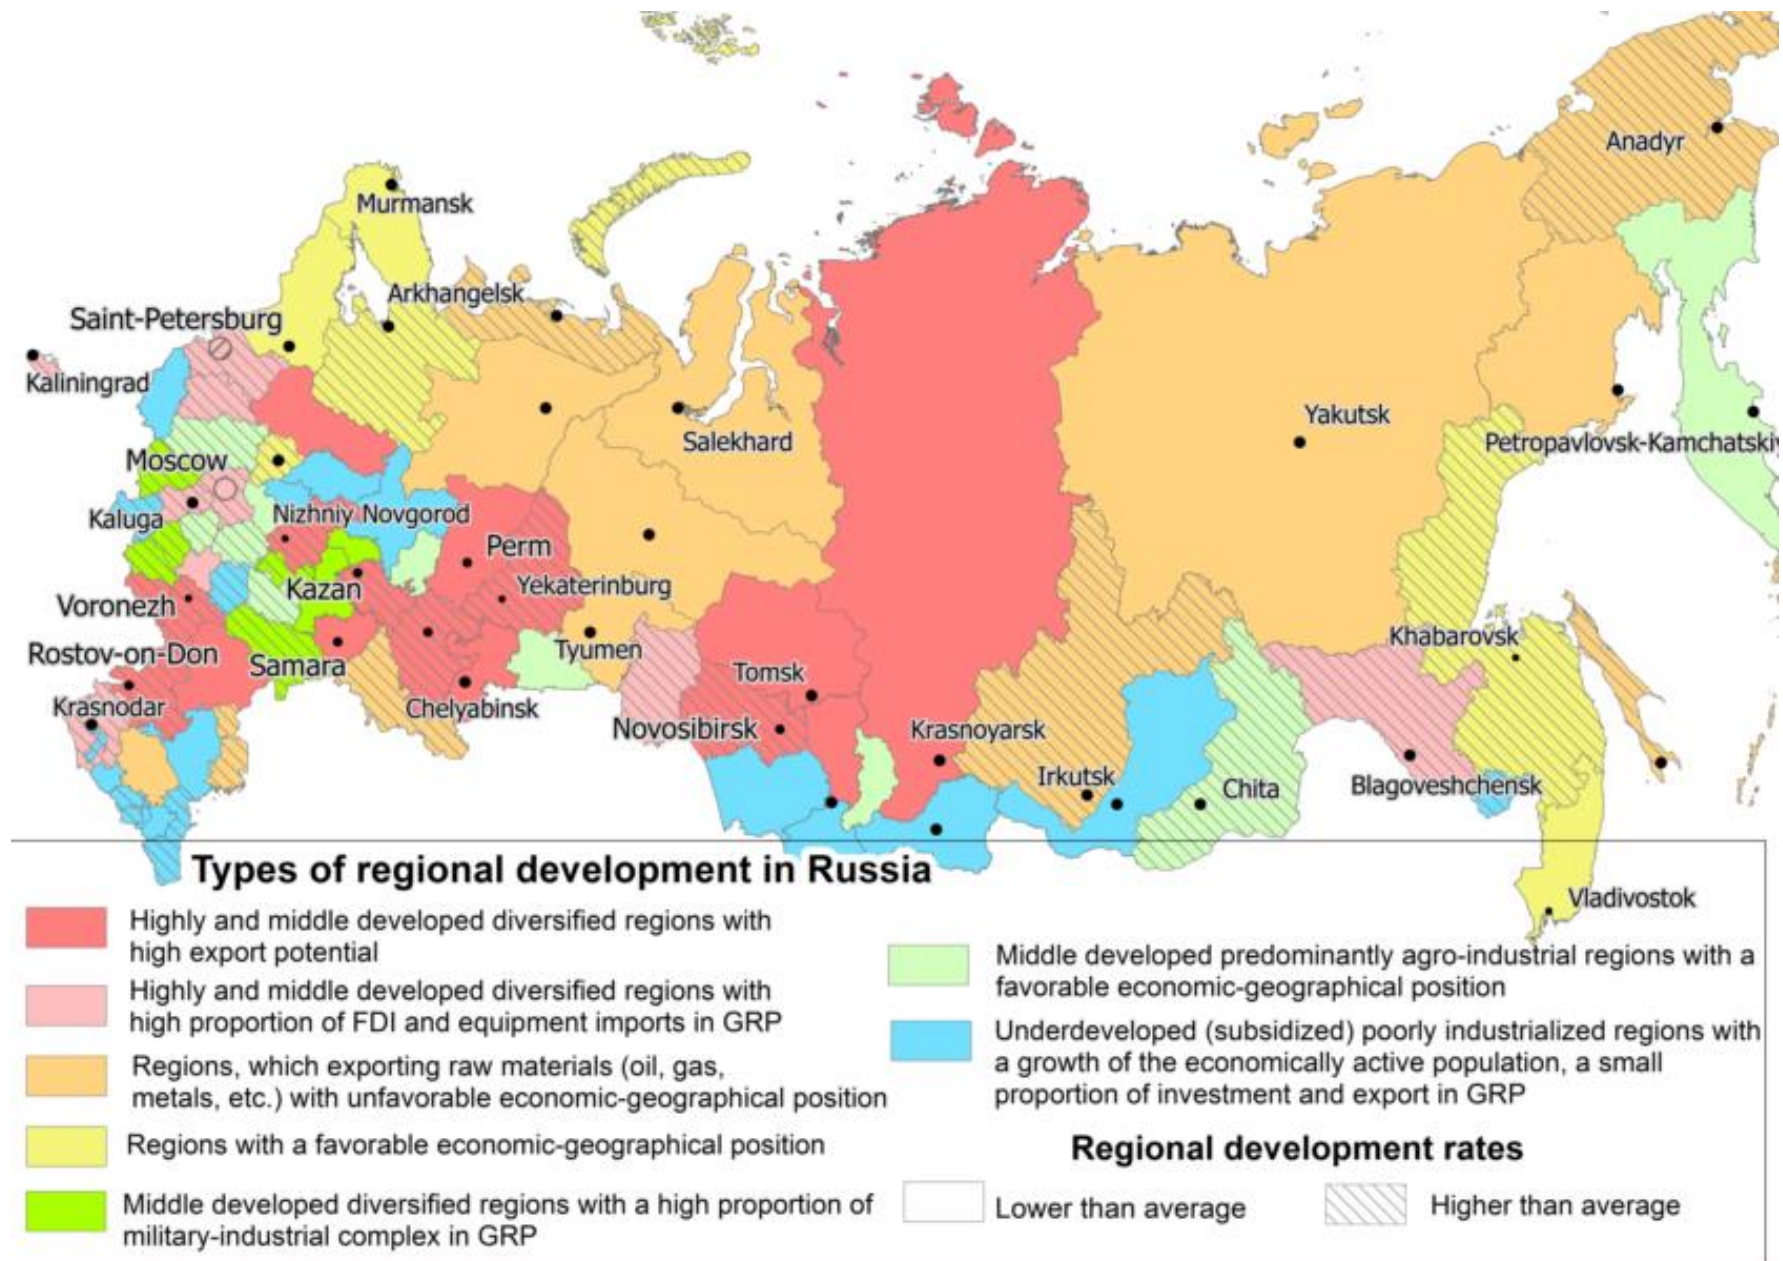 Anadyr
Murmansk
Arkhangelsk
Saint-Petersburg
Kaliningrad
Salekhard
Yakutsk
Petropavlovsk-Kamchatskiy
Moscow
Kaluga
Nizhniy Novgorod
Perm
Kazan
Yekaterinburg
Voronezh
Khabarovsk
Rostov-on-Don
Samara
Tyumen
Tomsk
Krasnodar
Chelyabinsk
Novosibirsk
Krasnoyarsk
Irkutsk
Chita
Blagoveshchensk
Vladivostok
Types of regional development in Russia
Highly and middle developed diversified regions with
high export potential
Highly and middle developed diversified regions with
high proportion of FDI and equipment imports in GRP
Regions, which exporting raw materials (oil, gas,
metals, etc.) with unfavorable economic-geographical position
Regions with a favorable economic-geographical position
Middle developed diversified regions with a high proportion of
military-industrial complex in GRP
Middle developed predominantly agro-industrial regions with a
favorable economic-geographical position
Underdeveloped (subsidized) poorly industrialized regions with
a growth of the economically active population, a small
proportion of investment and export in GRP
Regional development rates
Lower than average
Higher than average